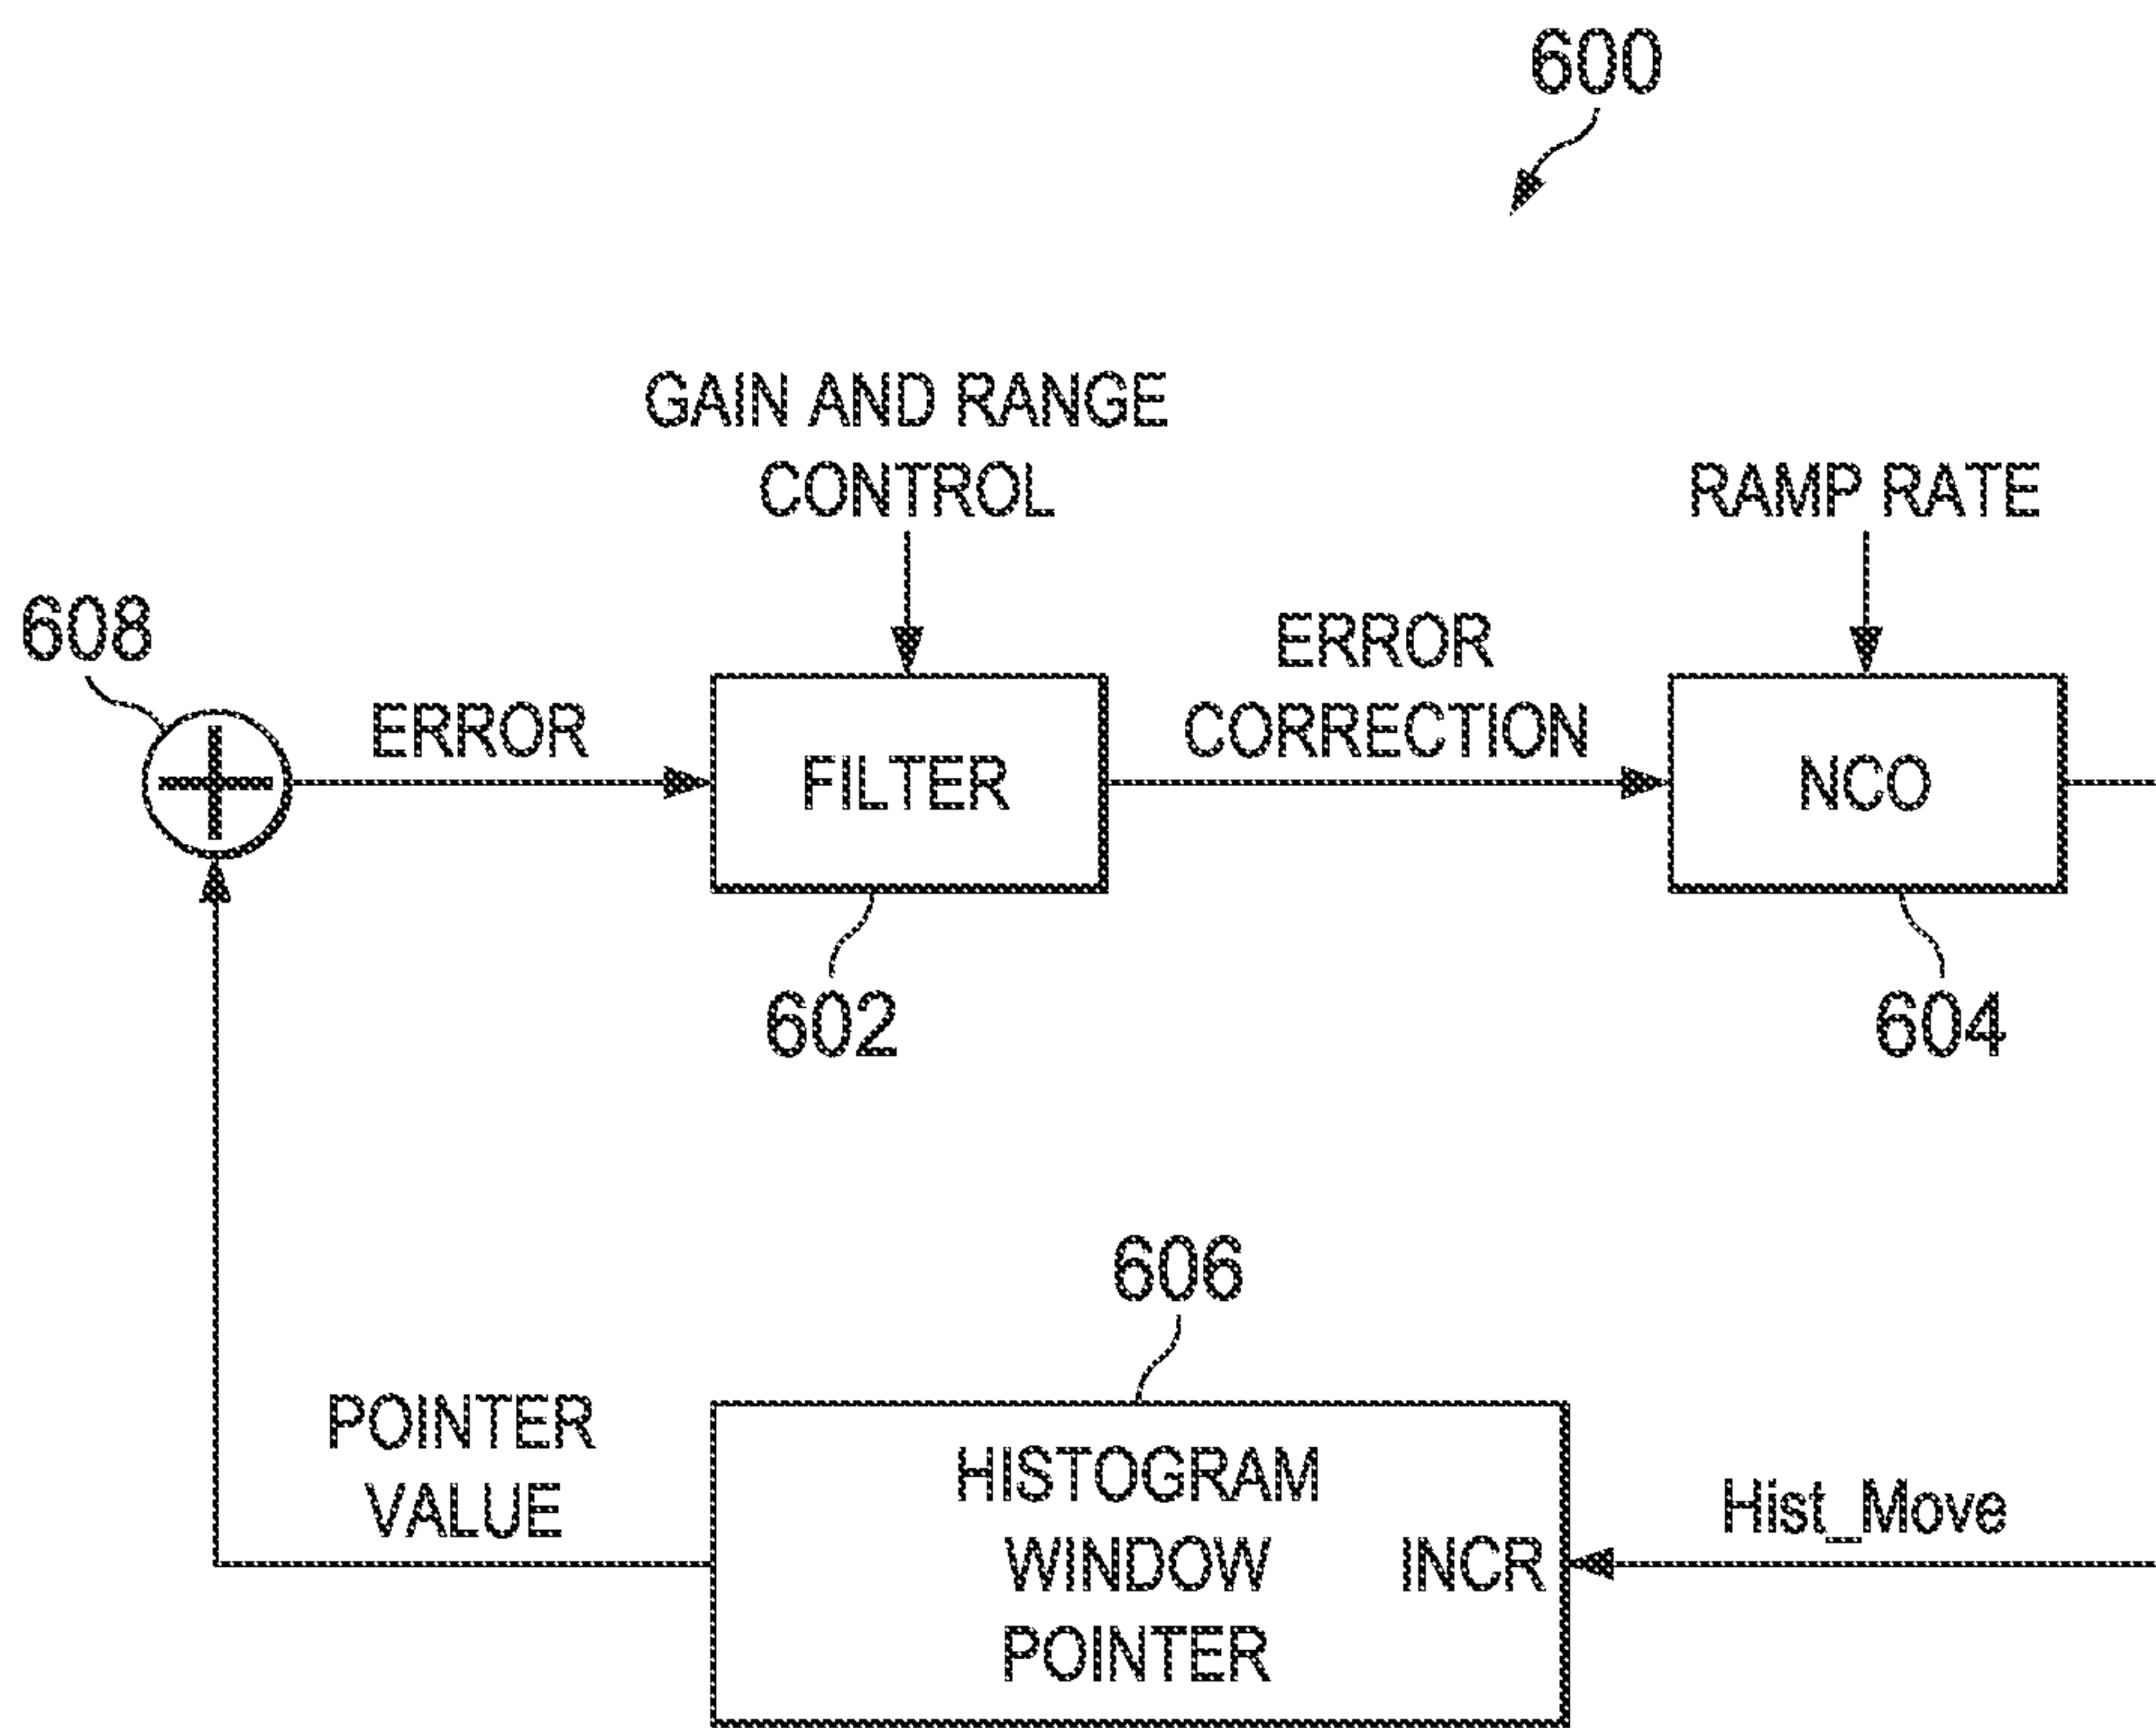 600
GAIN AND RANGE
CONTROL
RAMP RATE
608
ERROR
FILTER
ERROR
CORRECTION
NCO
602
604
606
POINTER
VALUE
HISTOGRAM
WINDOW
POINTER
INCR
Hist_Move